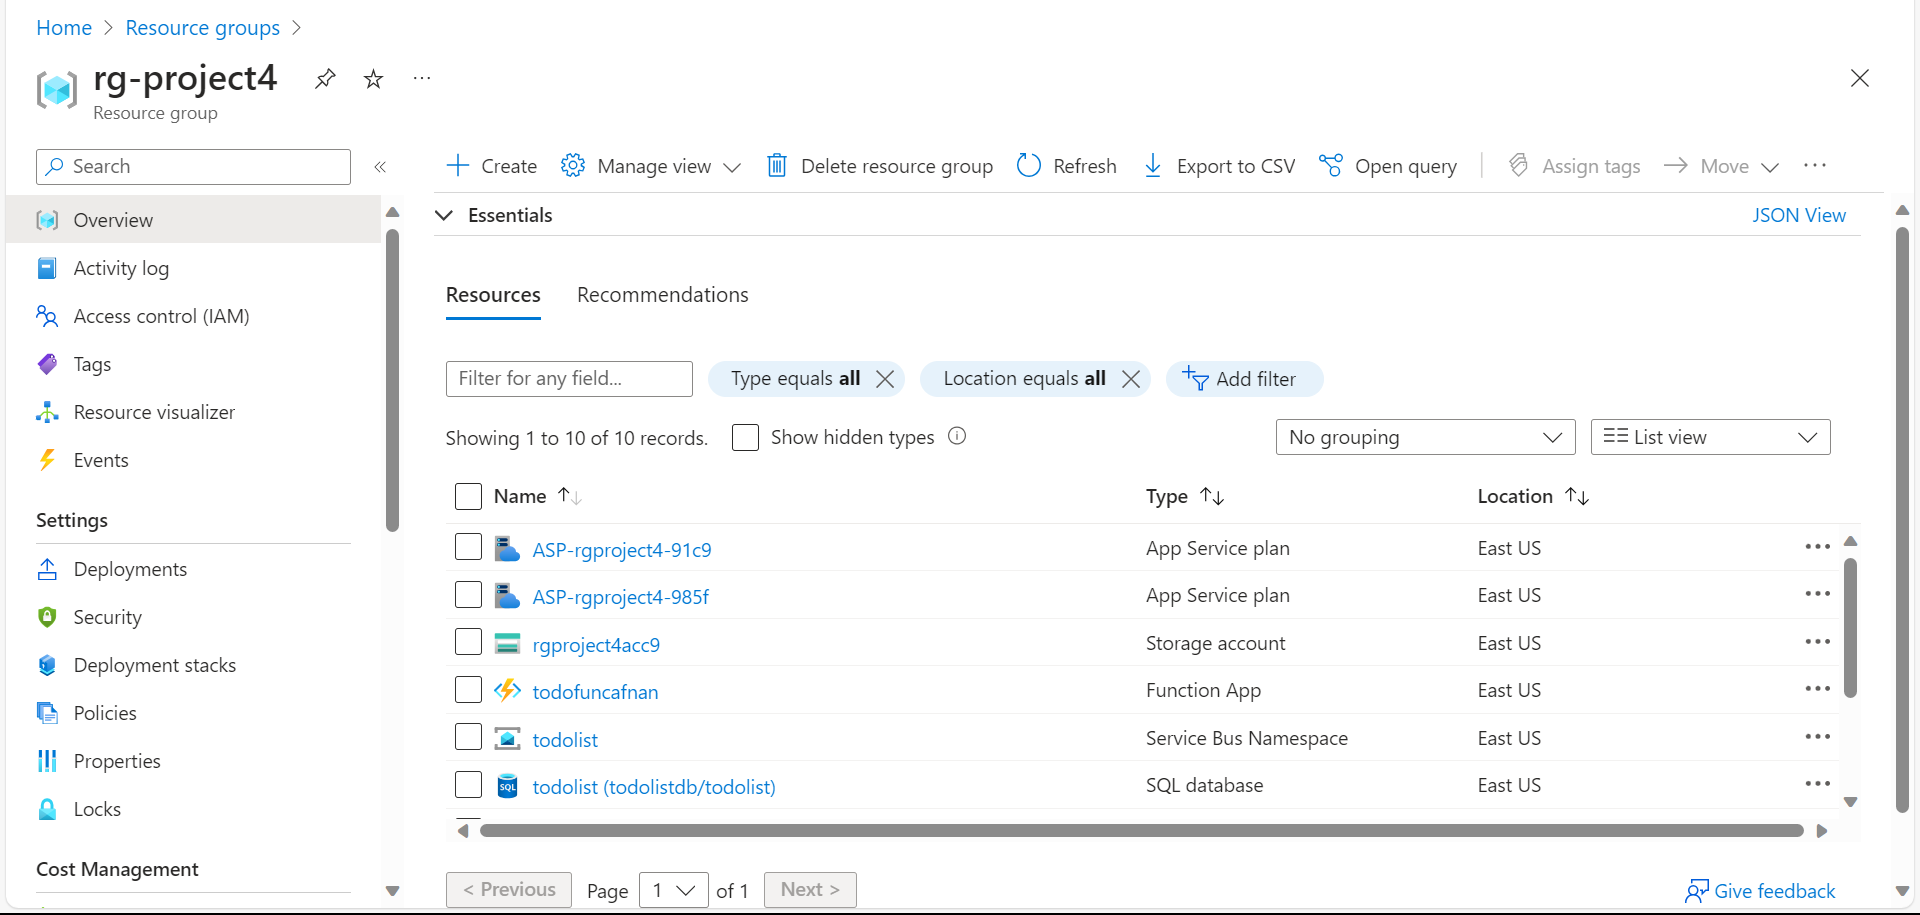 Home > Resource groups >
rg-project4
Resource group
Search
Overview
Activity log
Access control (IAM)
Tags
Resource visualizer
Events
Settings
Deployments
Security
Deployment stacks
Policies
Properties
Locks
Cost Management
Create Manage view Delete resource group Refresh Export to CSV Open query Assign tags Move
Essentials JSON View
Resources Recommendations
Filter for any field... Type equals all Location equals all Add filter
Showing 1 to 10 of 10 records. Show hidden types No grouping List view
Name Type Location
ASP-rgproject4-91c9 App Service plan East US
ASP-rgproject4-985f App Service plan East US
rgproject4acc9 Storage account East US
todofuncafnan Function App East US
todolist Service Bus Namespace East US
SQL todolist (todolistdb/todolist) SQL database East US
< Previous Page 1 of 1 Next > Give feedback